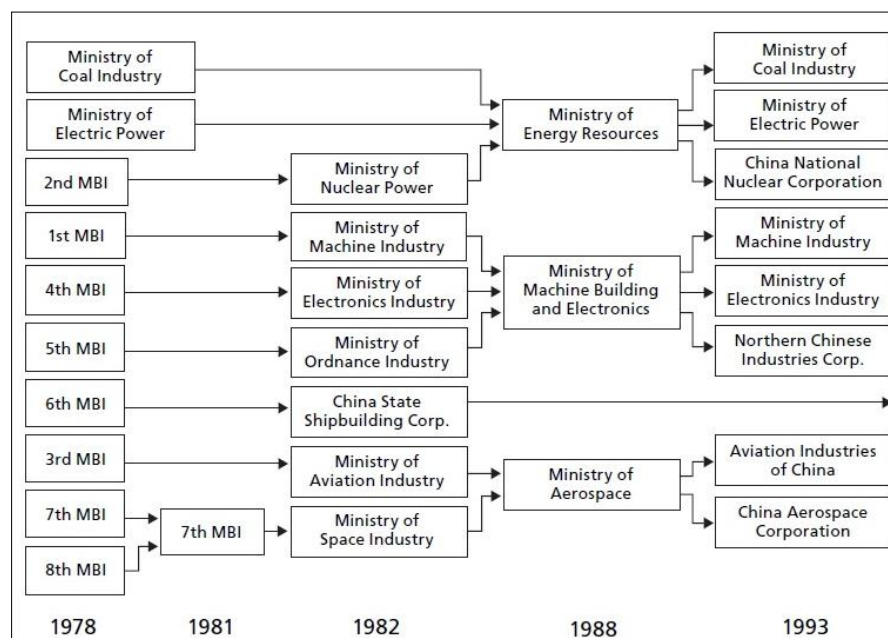 Ministry of
Coal Industry
Ministry of
Electric Power
2nd MBI
1st MBI
4th MBI
5th MBI
6th MBI
3rd MBI
7th MBI
8th MBI
1978
7th MBI
1981
Ministry of
Nuclear Power
Ministry of
Machine Industry
Ministry of
Electronics Industry
Ministry of
Ordnance Industry
China State
Shipbuilding Corp.
Ministry of
Aviation Industry
Ministry of
Space Industry
1982
Ministry of
Energy Resources
Ministry of
Machine Building
and Electronics
Ministry of
Aerospace
1988
Ministry of
Coal Industry
Ministry of
Electric Power
China National
Nuclear Corporation
Ministry of
Machine Industry
Ministry of
Electronics Industry
Northern Chinese
Industries Corp.
Aviation Industries
of China
China Aerospace
Corporation
1993